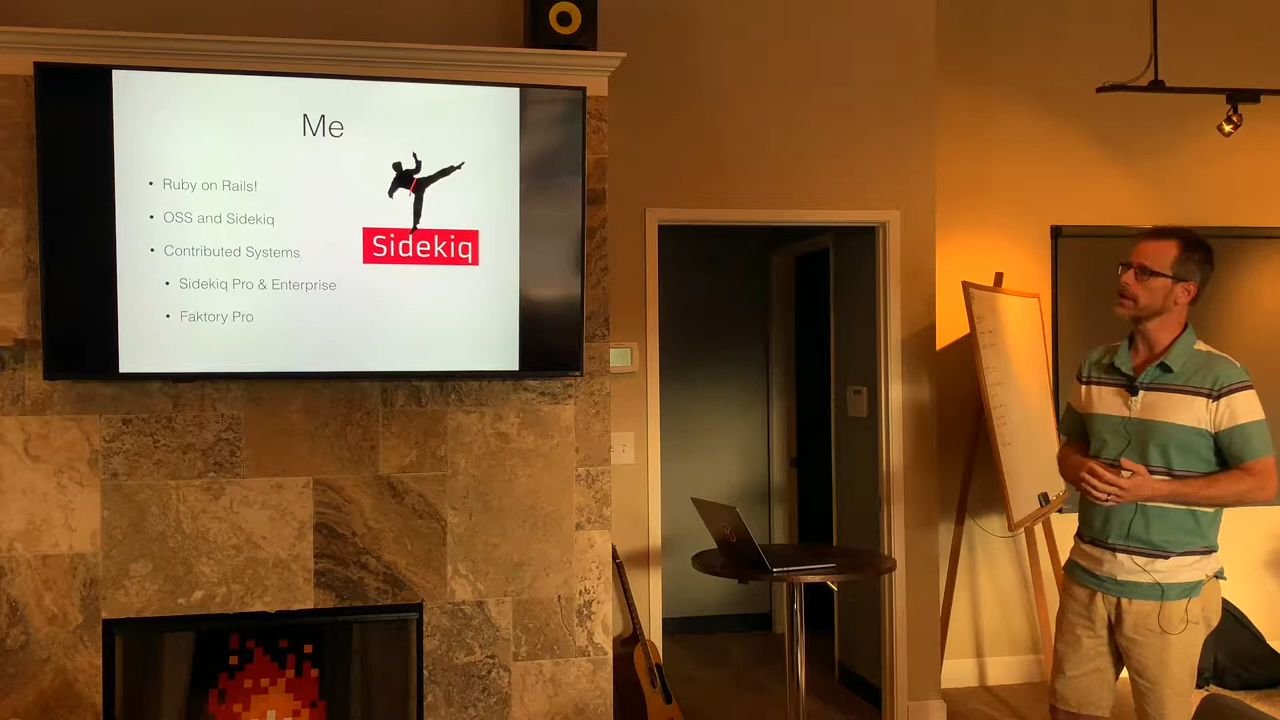 Me
• Ruby on Rails!
• OSS and Sidekiq
• Contributed Systems
• Sidekiq Pro & Enterprise
• Faktory Pro
Sidekiq